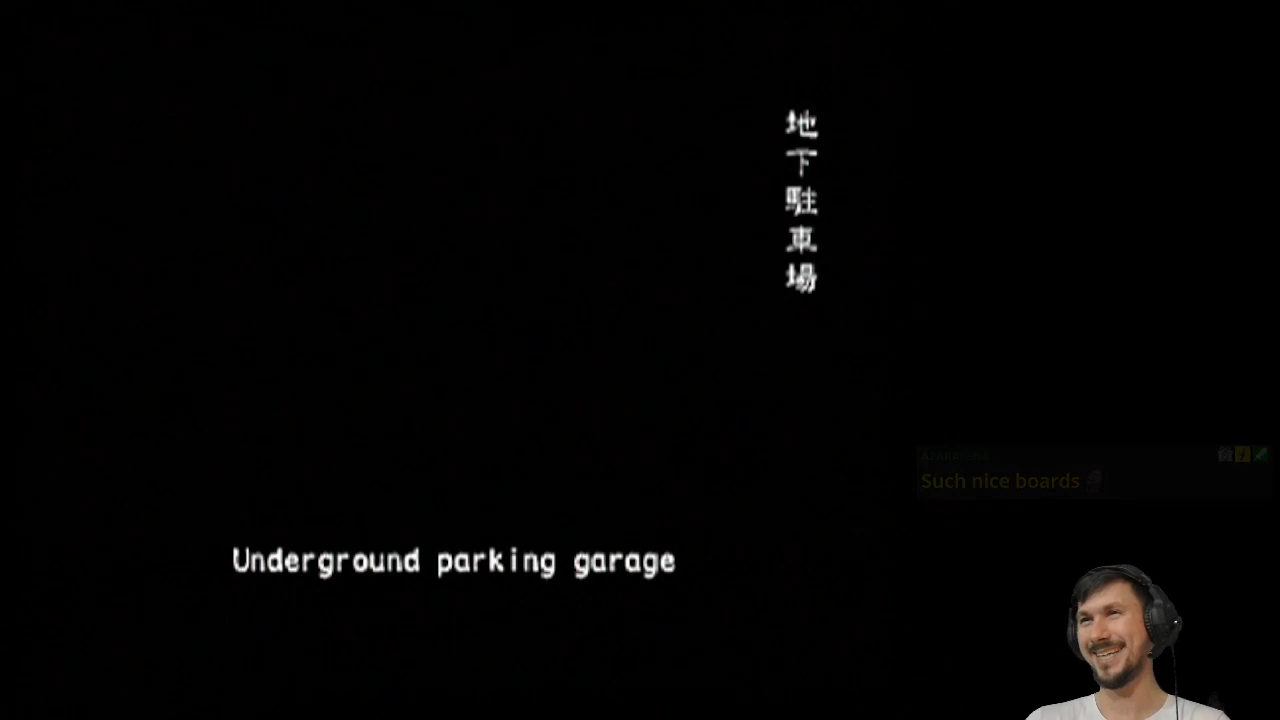 地下駐車場
Such nice boards
Underground parking garage